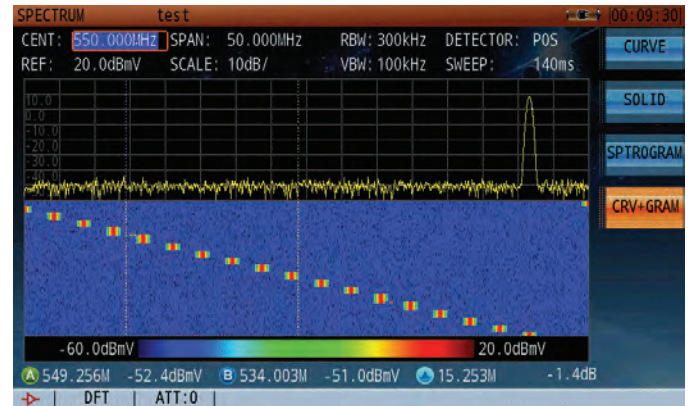 SPECTRUM test [00:09:30]
CENT: 550.000MHz SPAN: 50.000MHz RBW: 300kHz DETECTOR: POS
REF: 20.0dBmV SCALE: 10dB/ VBW: 100kHz SWEEP: 140ms
CURVE
SOLID
SPTROGRAM
CRV+GRAM
10.0
0.0
-10.0
-20.0
-30.0
-40.0
-60.0dBmV 20.0dBmV
A 549.256M -52.4dBmV B 534.003M -51.0dBmV 15.253M -1.4dB
DFT | ATT:0 |